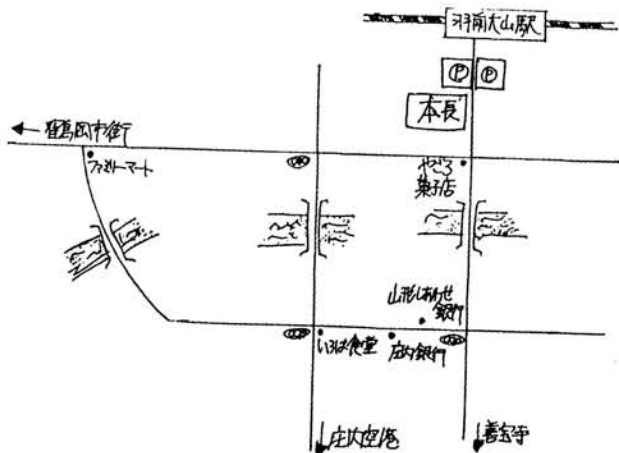 羽前大山駅
P
P
本長
← 鶴岡市街
ファミリーマート
やごろ
菓子店
山形しあわせ
銀行
いろは食堂
庄内銀行
庄内空港
善宝寺